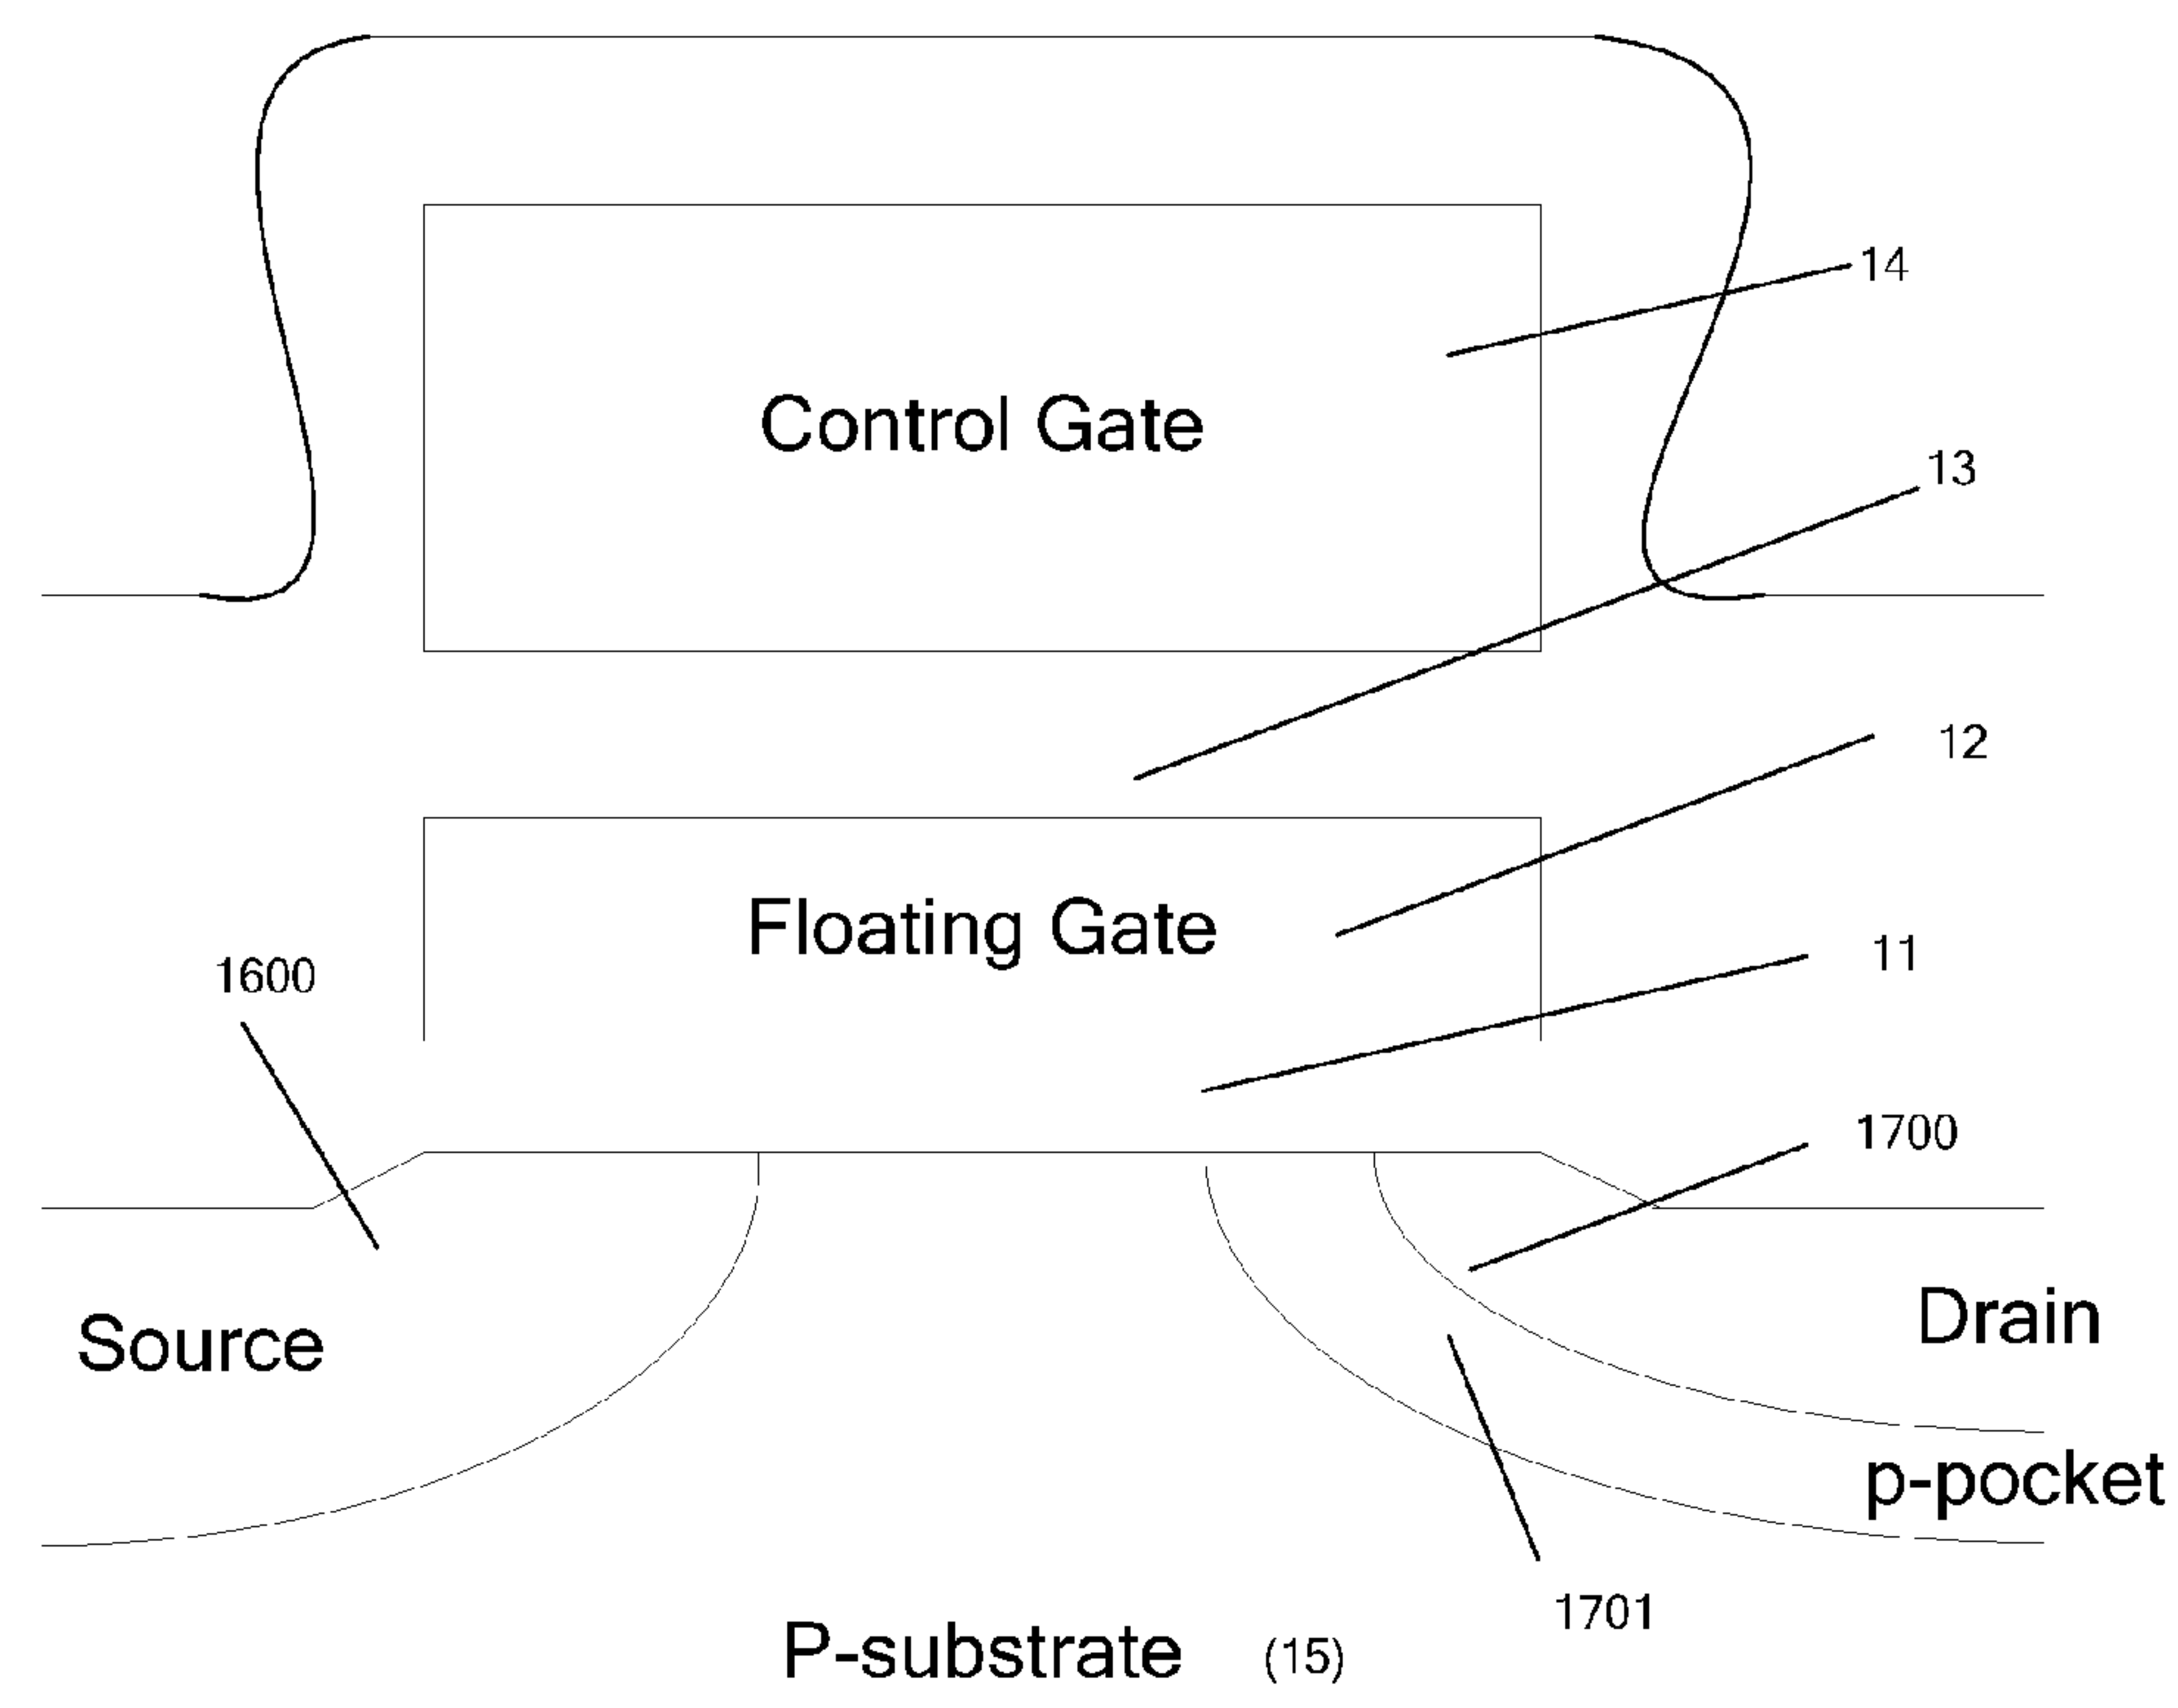 14
Control Gate
13
12
Floating Gate
11
1600
1700
Drain
Source
p-pocket
1701
P-substrate (15)